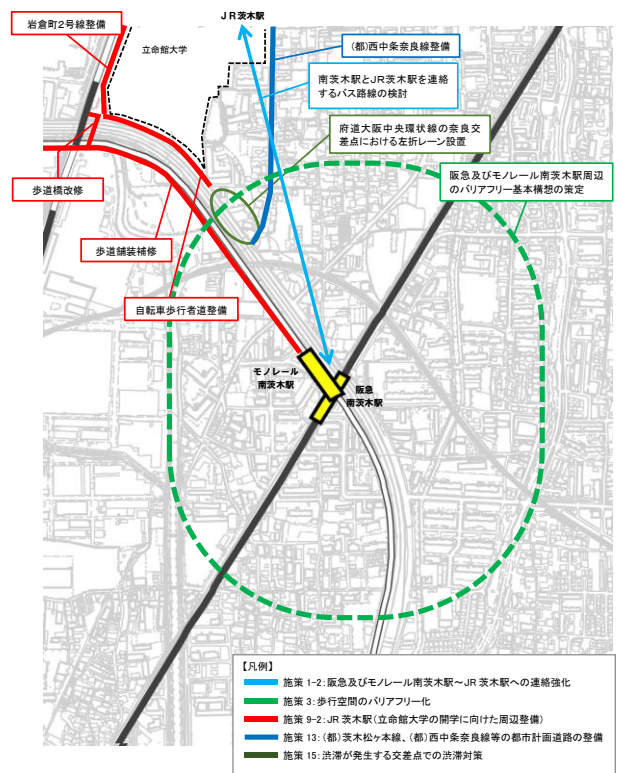 岩倉町2号線整備
JR茨木駅
立命館大学
(都)西中条奈良線整備
南茨木駅とJR茨木駅を連絡
するバス路線の検討
府道大阪中央環状線の奈良交
差点における左折レーン設置
阪急及びモノレール南茨木駅周辺
のバリアフリー基本構想の策定
歩道橋改修
歩道舗装補修
自転車歩行者道整備
モノレール
南茨木駅
阪急
南茨木駅
【凡例】
施策 1-2:阪急及びモノレール南茨木駅～JR 茨木駅への連絡強化
施策 3:歩行空間のバリアフリー化
施策 9-2:JR 茨木駅(立命館大学の開学に向けた周辺整備)
施策 13:(都)茨木松ヶ本線、(都)西中条奈良線等の都市計画道路の整備
施策 15:渋滞が発生する交差点での渋滞対策